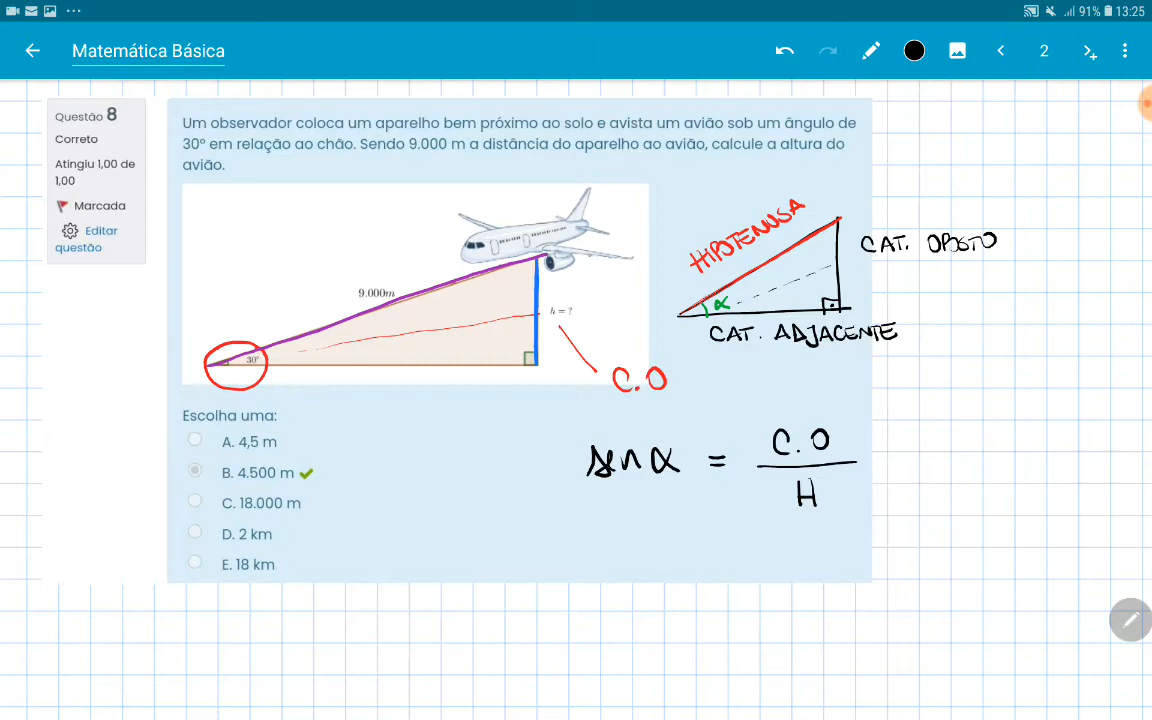 91% 13:25
Matemática Básica
2
Questão 8
Correto
Atingiu 1,00 de
1,00
Marcada
Editar
questão
Um observador coloca um aparelho bem próximo ao solo e avista um avião sob um ângulo de
30° em relação ao chão. Sendo 9.000 m a distância do aparelho ao avião, calcule a altura do
avião.
9.000m
h = ?
30°
C.O
HIPOTENUSA
CAT. OPOSTO
α
CAT. ADJACENTE
Escolha uma:
A. 4,5 m
B. 4.500 m
C. 18.000 m
D. 2 km
E. 18 km
sen α = C.O
H